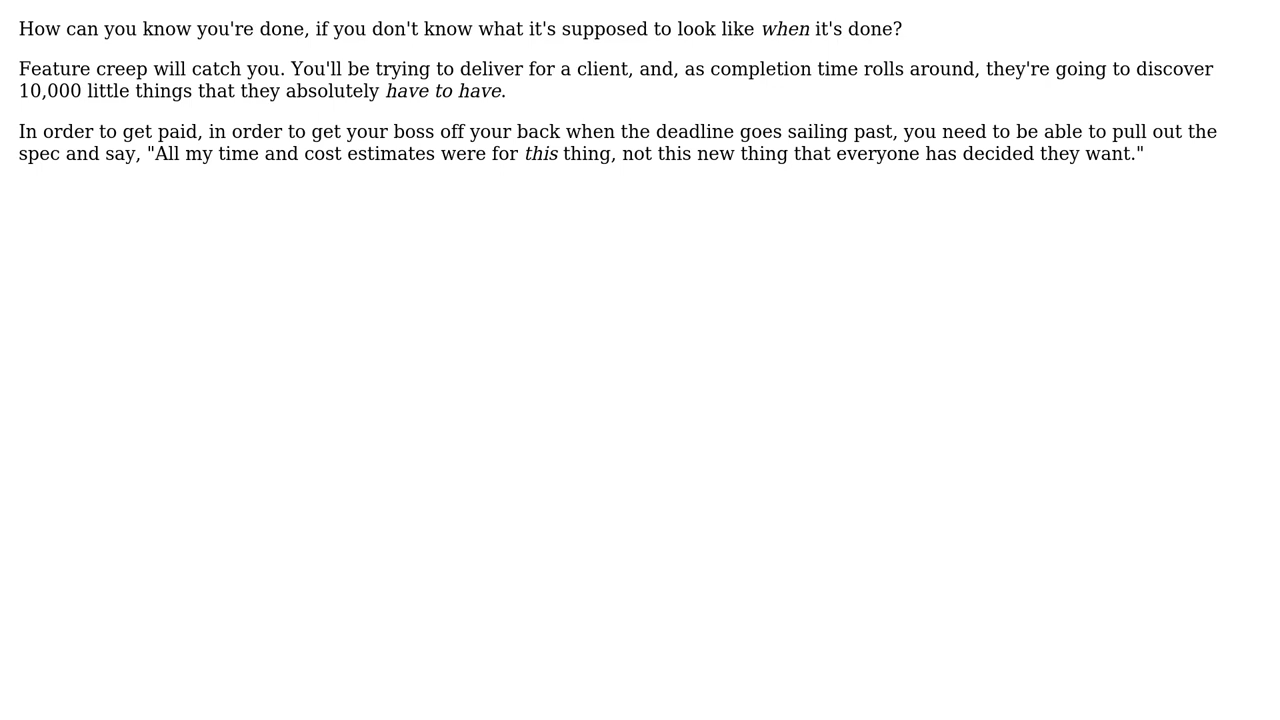 How can you know you're done, if you don't know what it's supposed to look like when it's done?
Feature creep will catch you. You'll be trying to deliver for a client, and, as completion time rolls around, they're going to discover
10,000 little things that they absolutely have to have.
In order to get paid, in order to get your boss off your back when the deadline goes sailing past, you need to be able to pull out the
spec and say, "All my time and cost estimates were for this thing, not this new thing that everyone has decided they want."